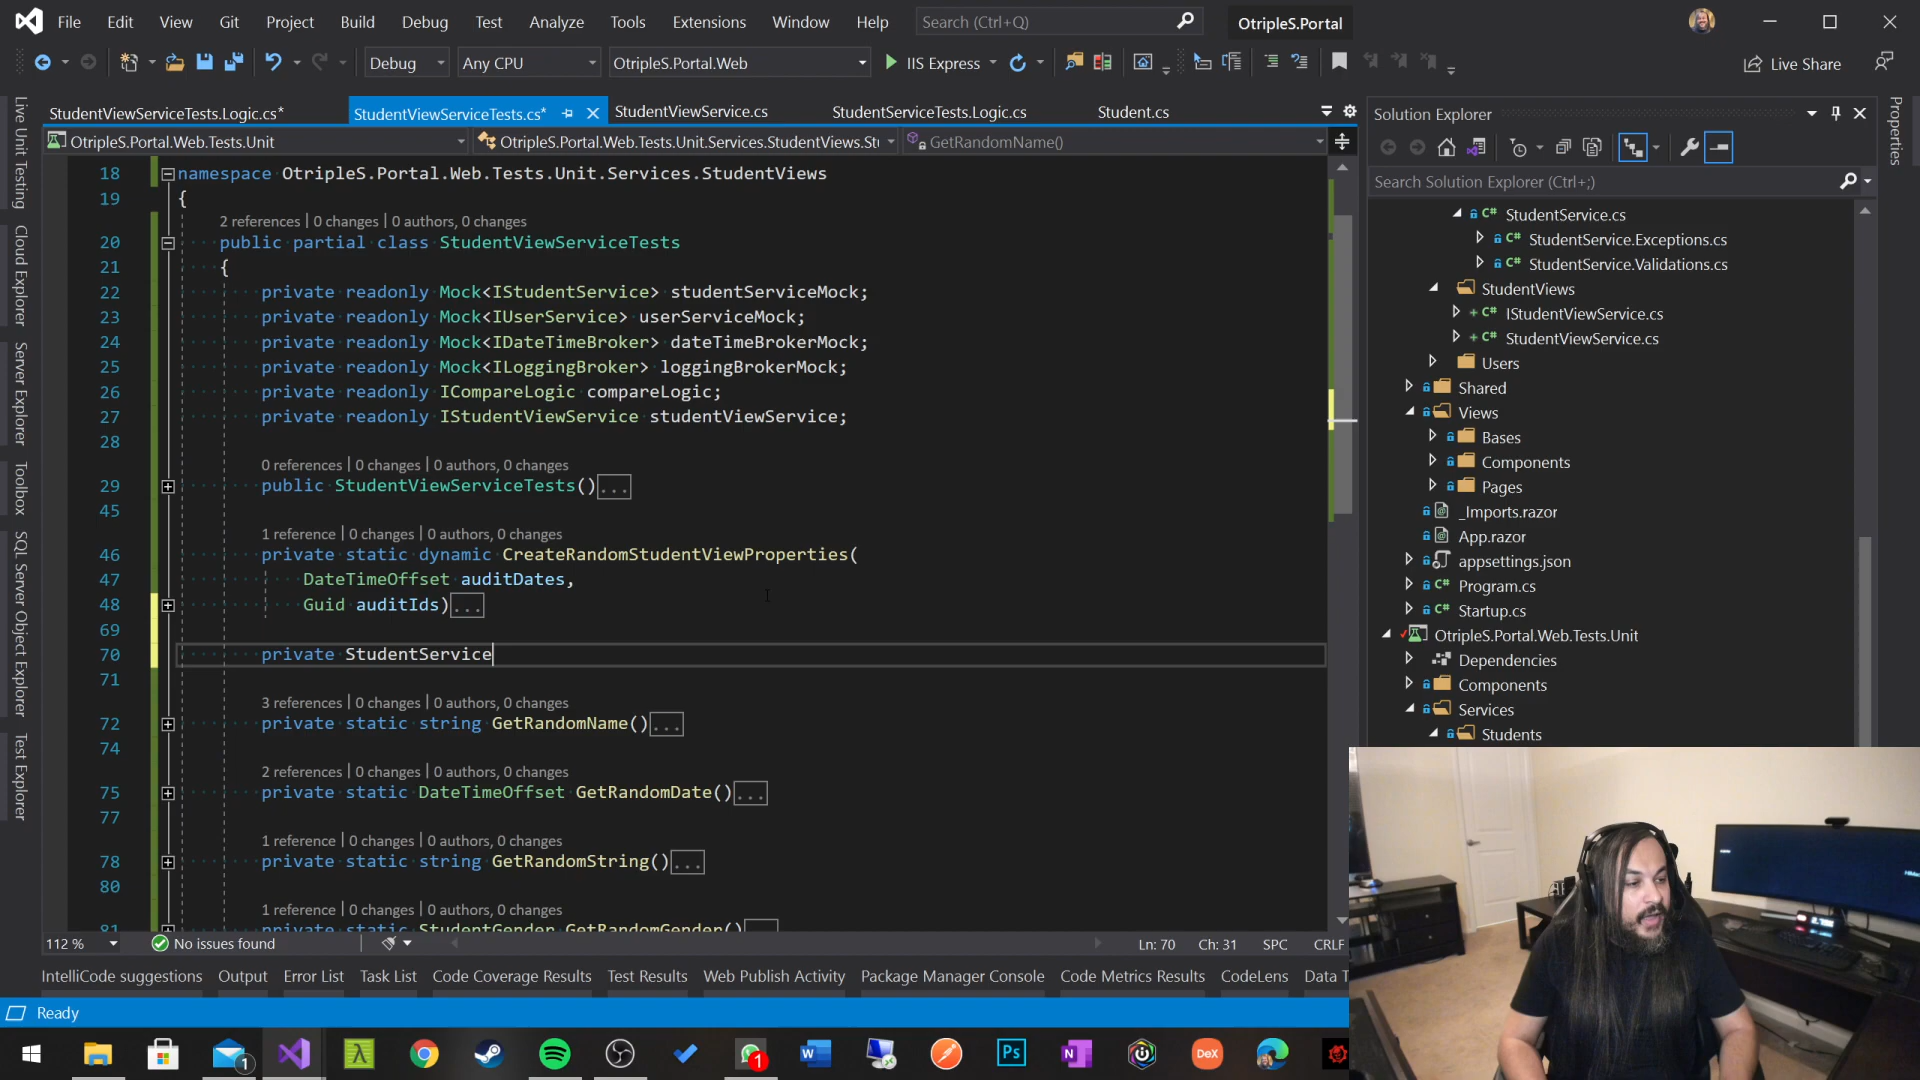 File Edit View Git Project Build Debug Test Analyze Tools Extensions Window Help Search (Ctrl+Q) OtripleS.Portal
Debug Any CPU OtripleS.Portal.Web IIS Express Live Share
StudentViewServiceTests.Logic.cs* StudentViewServiceTests.cs* StudentViewService.cs StudentServiceTests.Logic.cs Student.cs
OtripleS.Portal.Web.Tests.Unit OtripleS.Portal.Web.Tests.Unit.Services.StudentViews.St GetRandomName()
18 namespace OtripleS.Portal.Web.Tests.Unit.Services.StudentViews
19 {
2 references | 0 changes | 0 authors, 0 changes
20 public partial class StudentViewServiceTests
21 {
22 private readonly Mock<IStudentService> studentServiceMock;
23 private readonly Mock<IUserService> userServiceMock;
24 private readonly Mock<IDateTimeBroker> dateTimeBrokerMock;
25 private readonly Mock<ILoggingBroker> loggingBrokerMock;
26 private readonly ICompareLogic compareLogic;
27 private readonly IStudentViewService studentViewService;
28
0 references | 0 changes | 0 authors, 0 changes
29 public StudentViewServiceTests()...
45
1 reference | 0 changes | 0 authors, 0 changes
46 private static dynamic CreateRandomStudentViewProperties(
47 DateTimeOffset auditDates,
48 Guid auditIds)...
69
70 private StudentService
71
3 references | 0 changes | 0 authors, 0 changes
72 private static string GetRandomName()...
74
2 references | 0 changes | 0 authors, 0 changes
75 private static DateTimeOffset GetRandomDate()...
77
1 reference | 0 changes | 0 authors, 0 changes
78 private static string GetRandomString()...
80
1 reference | 0 changes | 0 authors, 0 changes
81 private static StudentGender GetRandomGender()...
112 % No issues found Ln: 70 Ch: 31 SPC CRLF
IntelliCode suggestions Output Error List Task List Code Coverage Results Test Results Web Publish Activity Package Manager Console Code Metrics Results CodeLens Data T
Ready
Live Unit Testing
Cloud Explorer
Server Explorer
Toolbox
SQL Server Object Explorer
Test Explorer
Solution Explorer
Search Solution Explorer (Ctrl+;)
C# StudentService.cs
C# StudentService.Exceptions.cs
C# StudentService.Validations.cs
StudentViews
C# IStudentViewService.cs
C# StudentViewService.cs
Users
Shared
Views
Bases
Components
Pages
_Imports.razor
App.razor
appsettings.json
C# Program.cs
C# Startup.cs
OtripleS.Portal.Web.Tests.Unit
Dependencies
Components
Services
Students
Properties
1 1 Ps N DeX